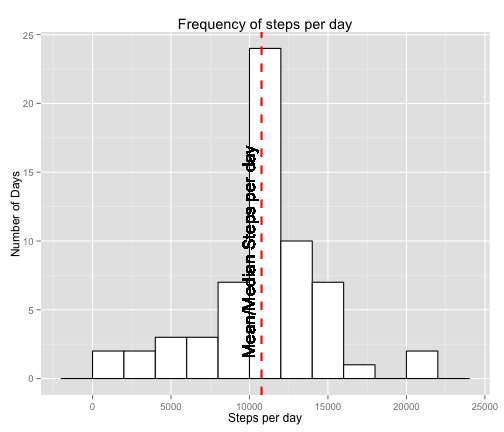 Frequency of steps per day
25
20
15
10
5
0
Number of Days
Mean/Median Steps per day
0 5000 10000 15000 20000 25000
Steps per day